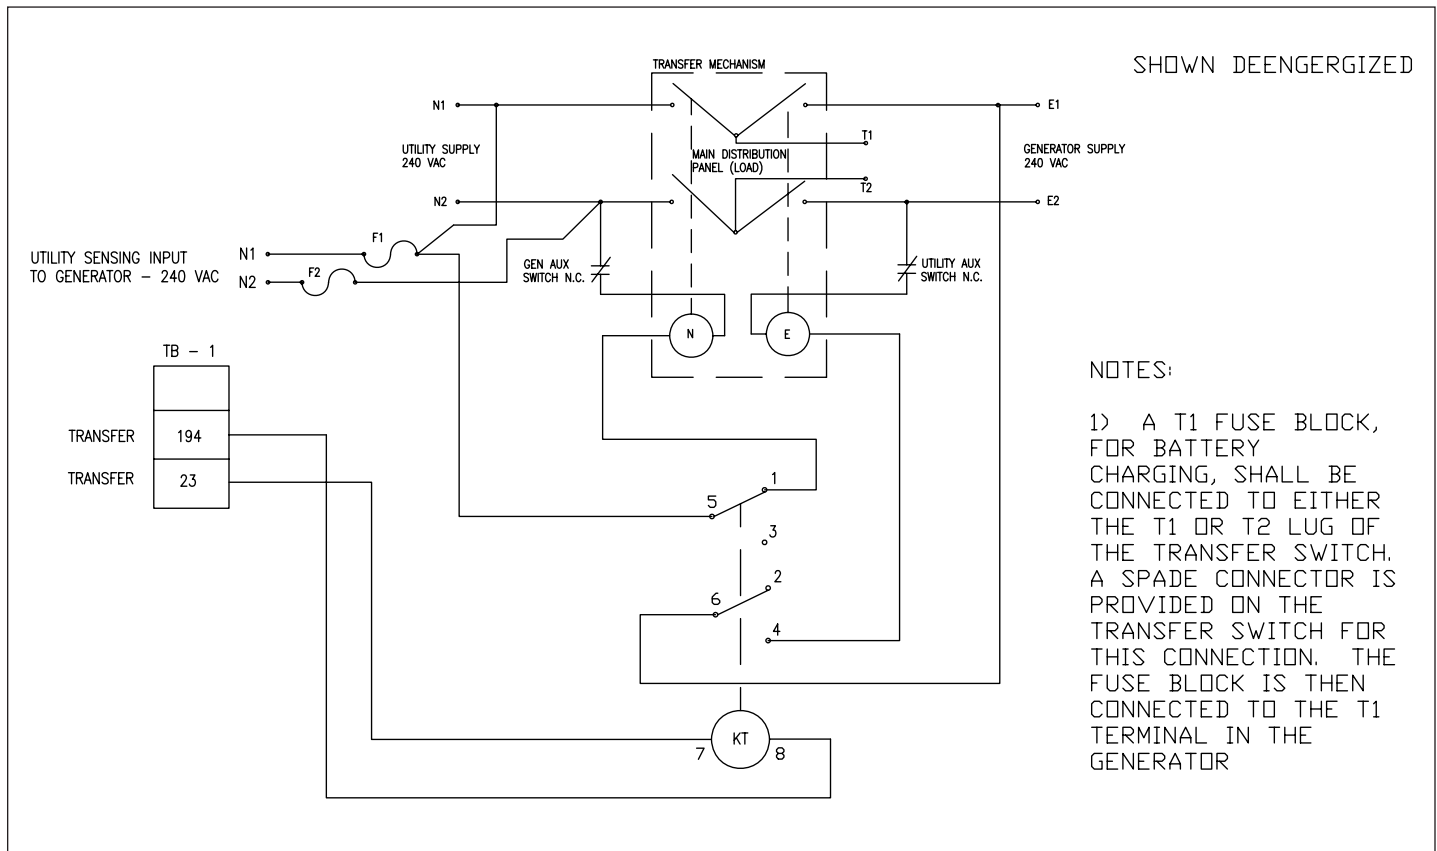 SHOWN DEENGERGIZED
TRANSFER MECHANISM
N1
E1
T1
UTILITY SUPPLY
240 VAC
MAIN DISTRIBUTION
PANEL (LOAD)
GENERATOR SUPPLY
240 VAC
T2
N2
E2
UTILITY SENSING INPUT
TO GENERATOR - 240 VAC
N1
F1
N2
F2
GEN AUX
SWITCH N.C.
UTILITY AUX
SWITCH N.C.
N
E
TB - 1
TRANSFER
194
TRANSFER
23
1
5
3
2
6
4
KT
7
8
NOTES:
1) A T1 FUSE BLOCK,
FOR BATTERY
CHARGING, SHALL BE
CONNECTED TO EITHER
THE T1 OR T2 LUG OF
THE TRANSFER SWITCH.
A SPADE CONNECTOR IS
PROVIDED ON THE
TRANSFER SWITCH FOR
THIS CONNECTION. THE
FUSE BLOCK IS THEN
CONNECTED TO THE T1
TERMINAL IN THE
GENERATOR